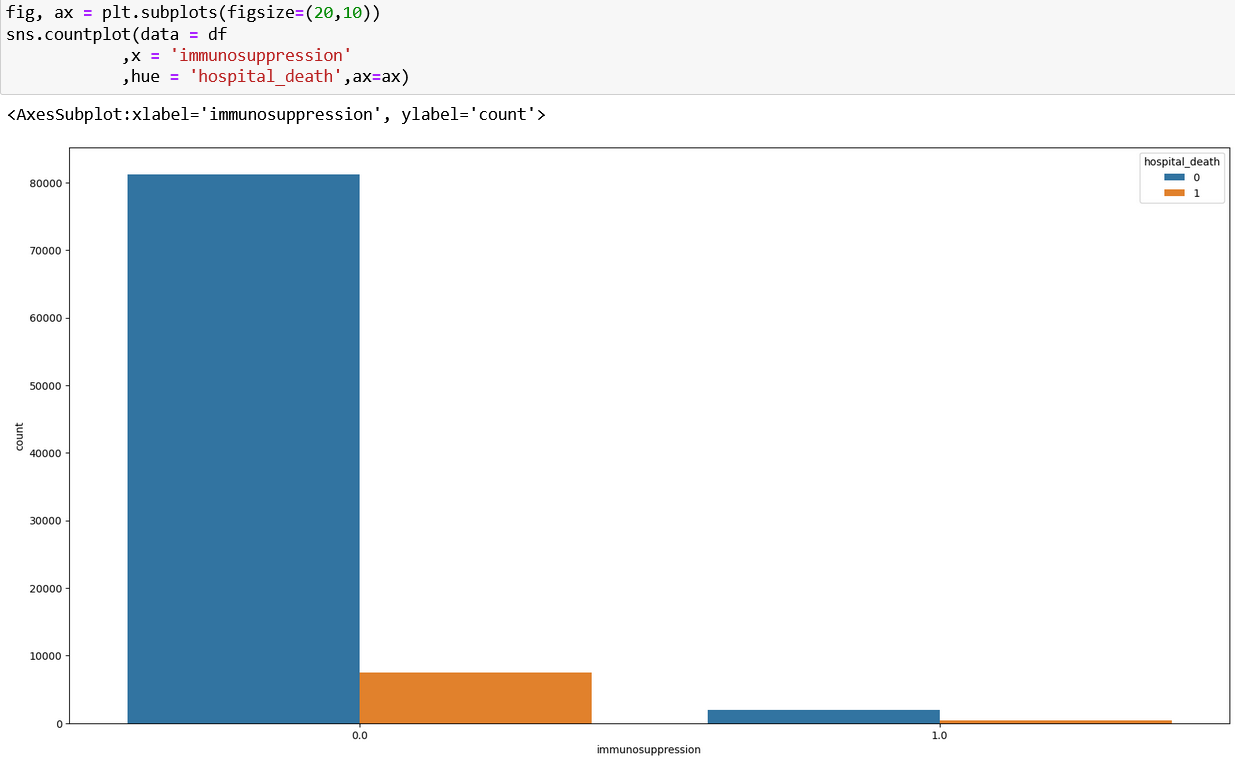 fig, ax = plt.subplots(figsize=(20,10))
sns.countplot(data = df
,x = 'immunosuppression'
,hue = 'hospital_death',ax=ax)
<AxesSubplot:xlabel='immunosuppression', ylabel='count'>
hospital_death
0
1
80000
70000
60000
50000
40000
30000
20000
10000
0
count
0.0
1.0
immunosuppression